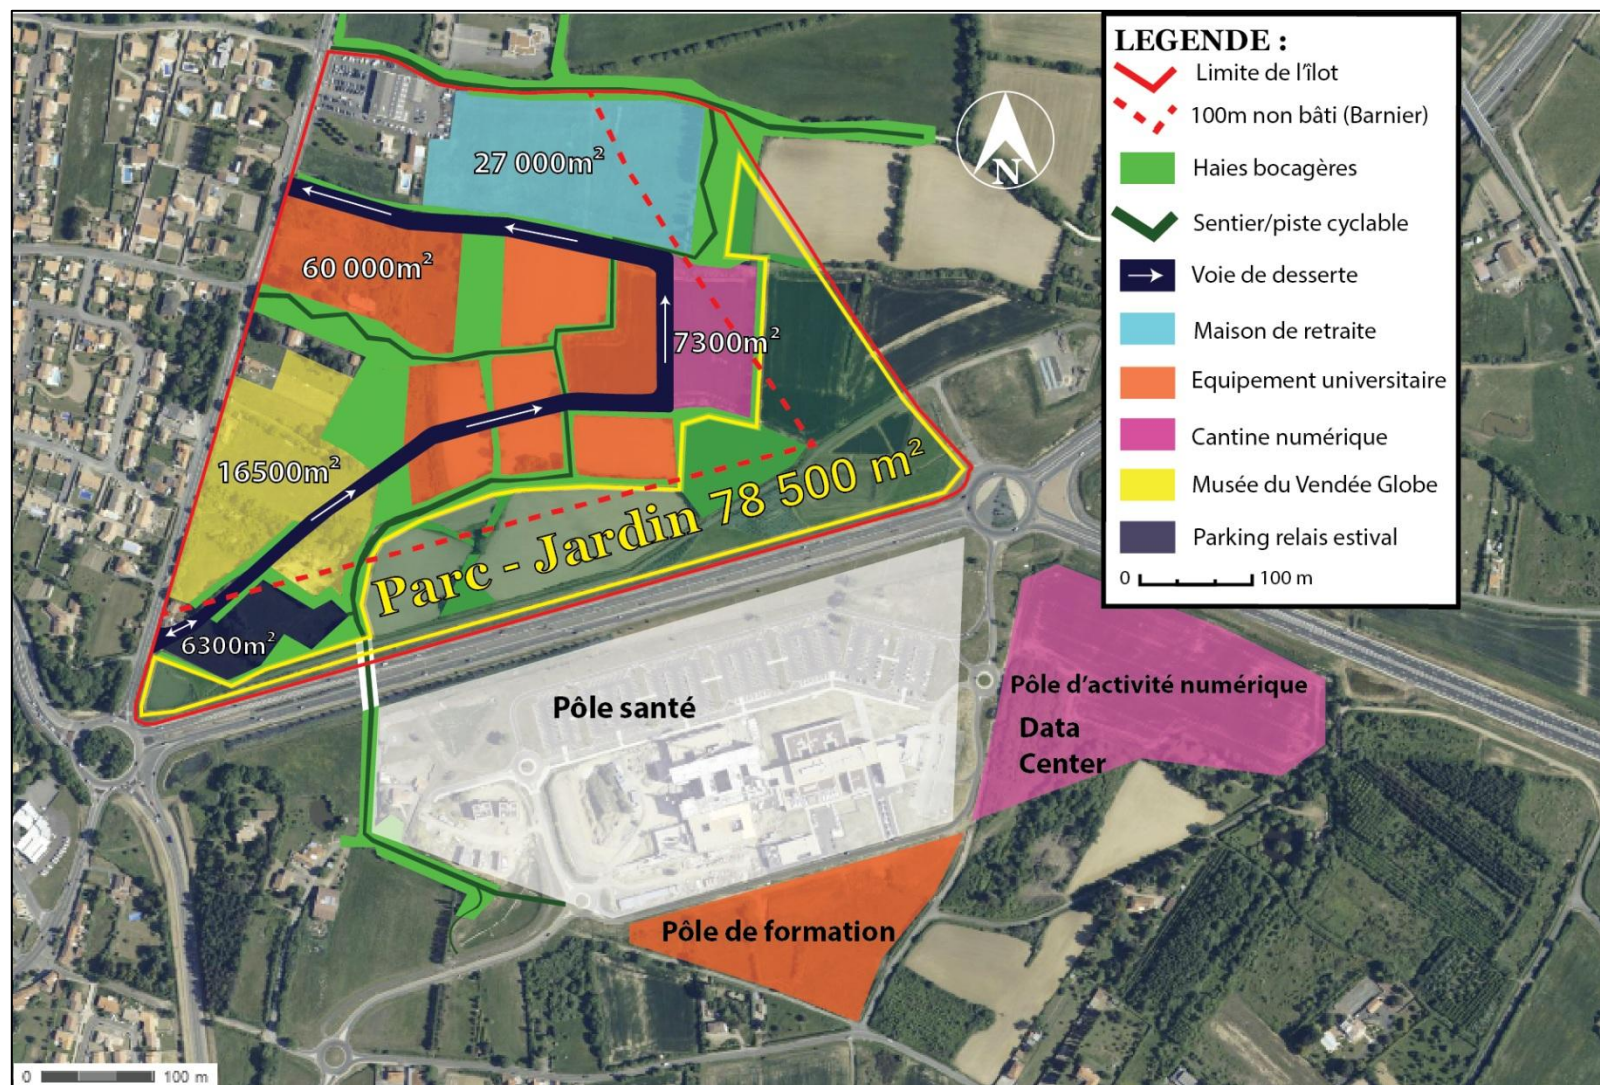 LEGENDE :
Limite de l'îlot
100m non bâti (Barnier)
Haies bocagères
Sentier/piste cyclable
Voie de desserte
Maison de retraite
Equipement universitaire
Cantine numérique
Musée du Vendée Globe
Parking relais estival
0 100 m
N
27 000m²
60 000m²
7300m²
16500m²
Parc - Jardin 78 500 m²
6300m²
Pôle santé
Pôle d'activité numérique
Data
Center
Pôle de formation
0 100 m